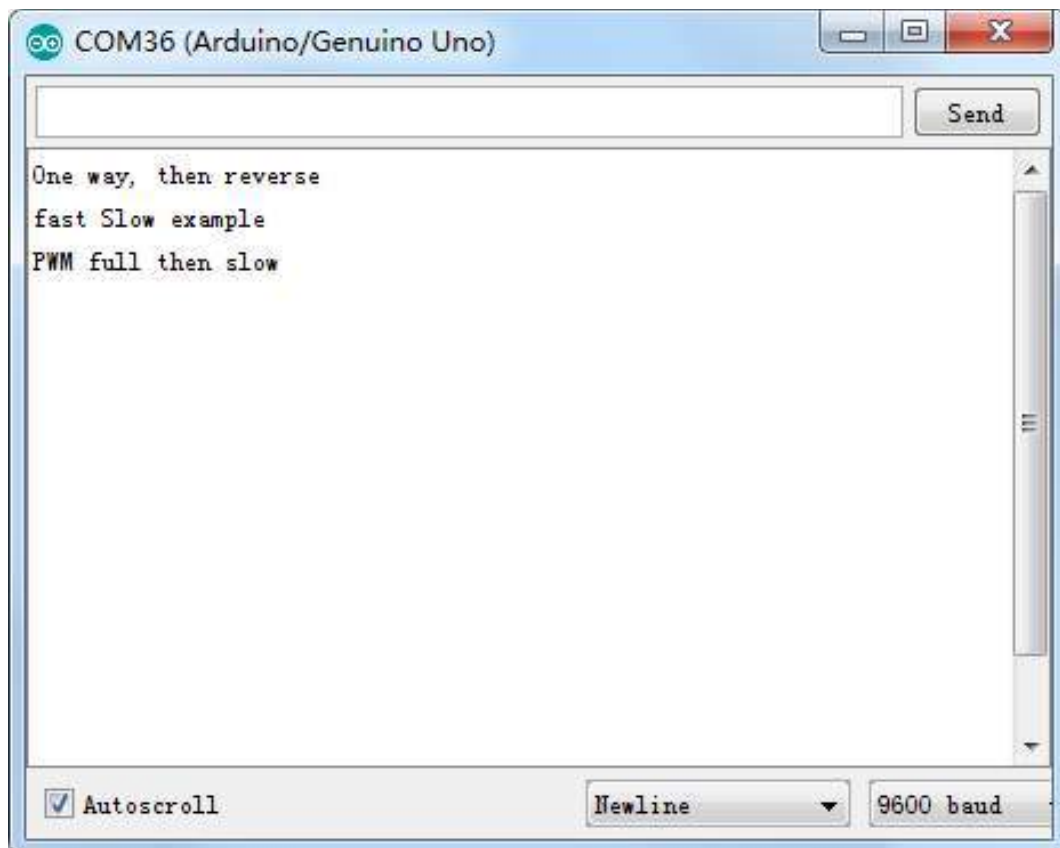 COM36 (Arduino/Genuino Uno)
Send
One way, then reverse
fast Slow example
PWM full then slow
Autoscroll
Newline
9600 baud